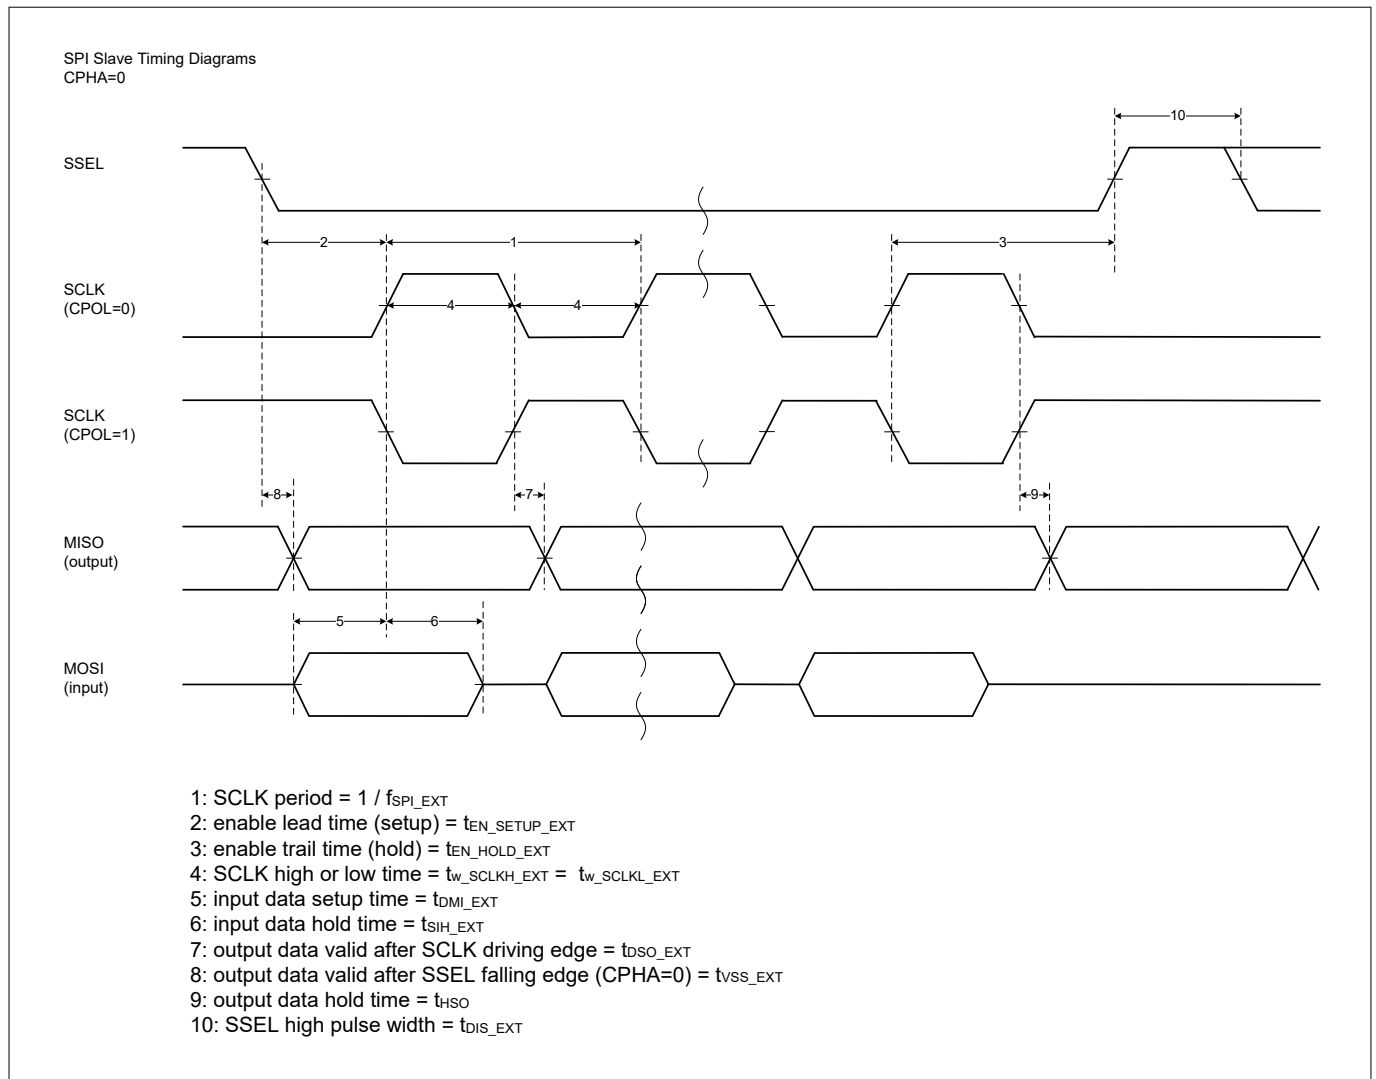 SPI Slave Timing Diagrams
CPHA=0
10
SSEL
2
1
3
SCLK
(CPOL=0)
4
4
SCLK
(CPOL=1)
8
7
9
MISO
(output)
5
6
MOSI
(input)
1: SCLK period = 1 / fSPI_EXT
2: enable lead time (setup) = tEN_SETUP_EXT
3: enable trail time (hold) = tEN_HOLD_EXT
4: SCLK high or low time = tw_SCLKH_EXT = tw_SCLKL_EXT
5: input data setup time = tDMI_EXT
6: input data hold time = tSIH_EXT
7: output data valid after SCLK driving edge = tDSO_EXT
8: output data valid after SSEL falling edge (CPHA=0) = tVSS_EXT
9: output data hold time = tHSO
10: SSEL high pulse width = tDIS_EXT